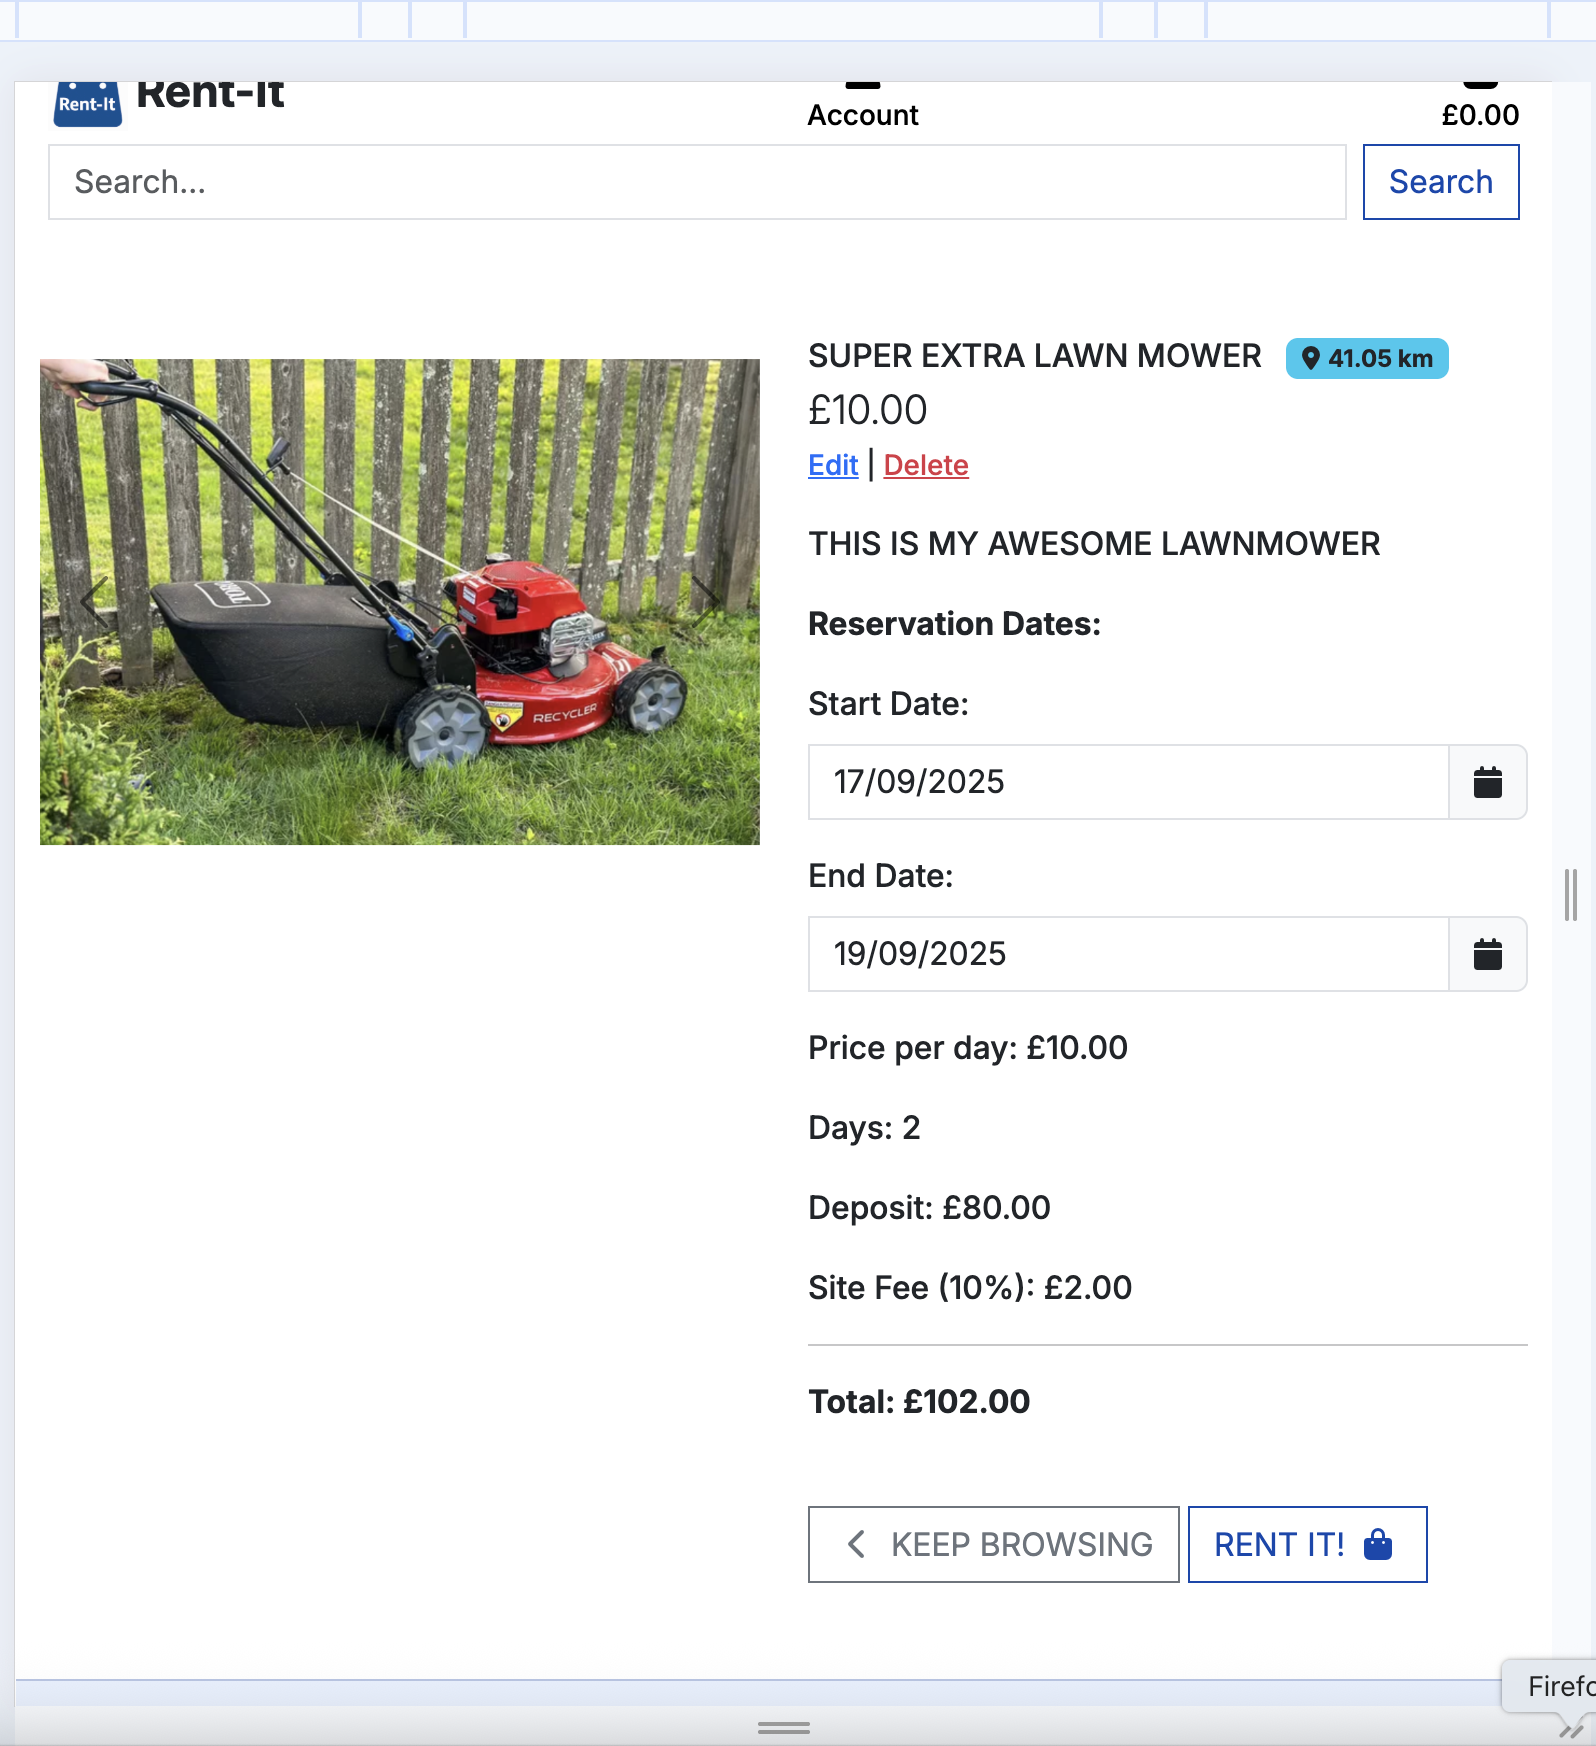 Rent-It Rent-It
Account
£0.00
Search...
Search
SUPER EXTRA LAWN MOWER 41.05 km
£10.00
Edit | Delete
THIS IS MY AWESOME LAWNMOWER
Reservation Dates:
Start Date:
17/09/2025
End Date:
19/09/2025
Price per day: £10.00
Days: 2
Deposit: £80.00
Site Fee (10%): £2.00
Total: £102.00
KEEP BROWSING
RENT IT!
TORO
RECYCLER
Firefo